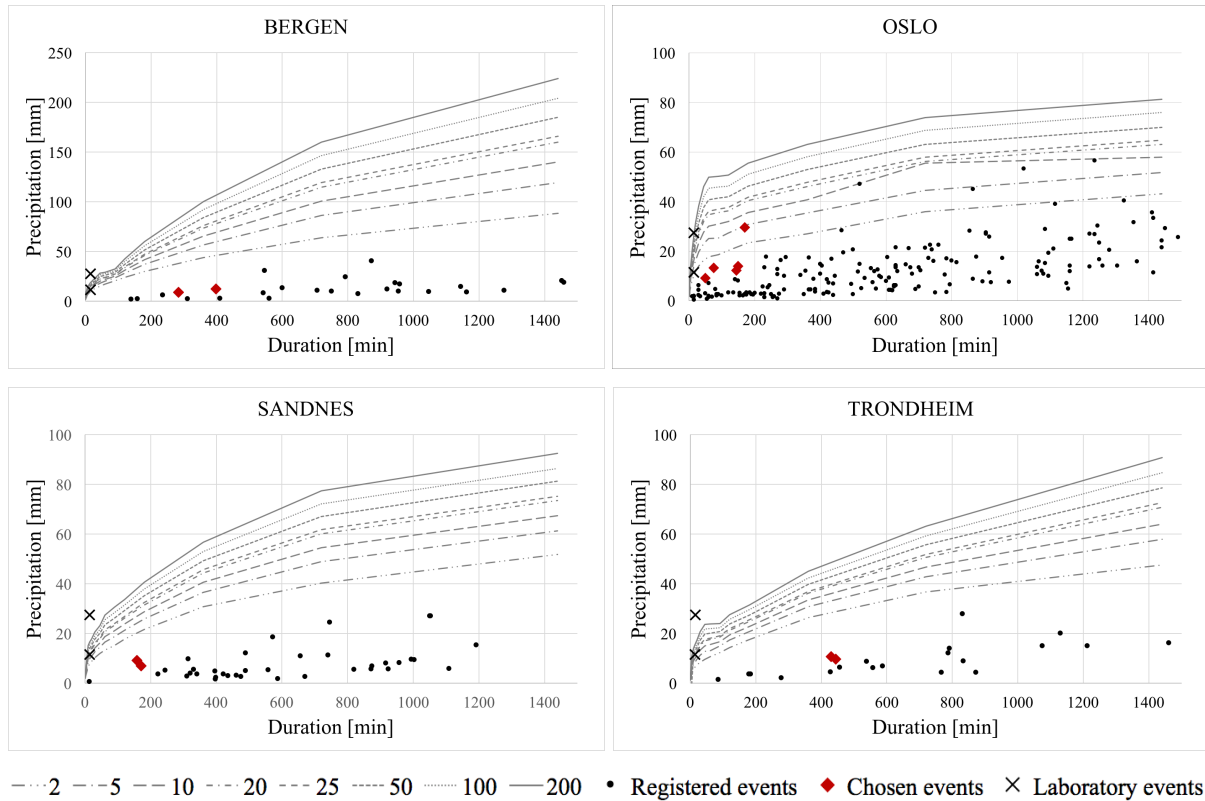 BERGEN
250
200
150
100
50
0
Precipitation [mm]
0 200 400 600 800 1000 1200 1400
Duration [min]
OSLO
100
80
60
40
20
0
Precipitation [mm]
0 200 400 600 800 1000 1200 1400
Duration [min]
SANDNES
100
80
60
40
20
0
Precipitation [mm]
0 200 400 600 800 1000 1200 1400
Duration [min]
TRONDHEIM
100
80
60
40
20
0
Precipitation [mm]
0 200 400 600 800 1000 1200 1400
Duration [min]
2 5 10 20 25 50 100 200 Registered events Chosen events Laboratory events